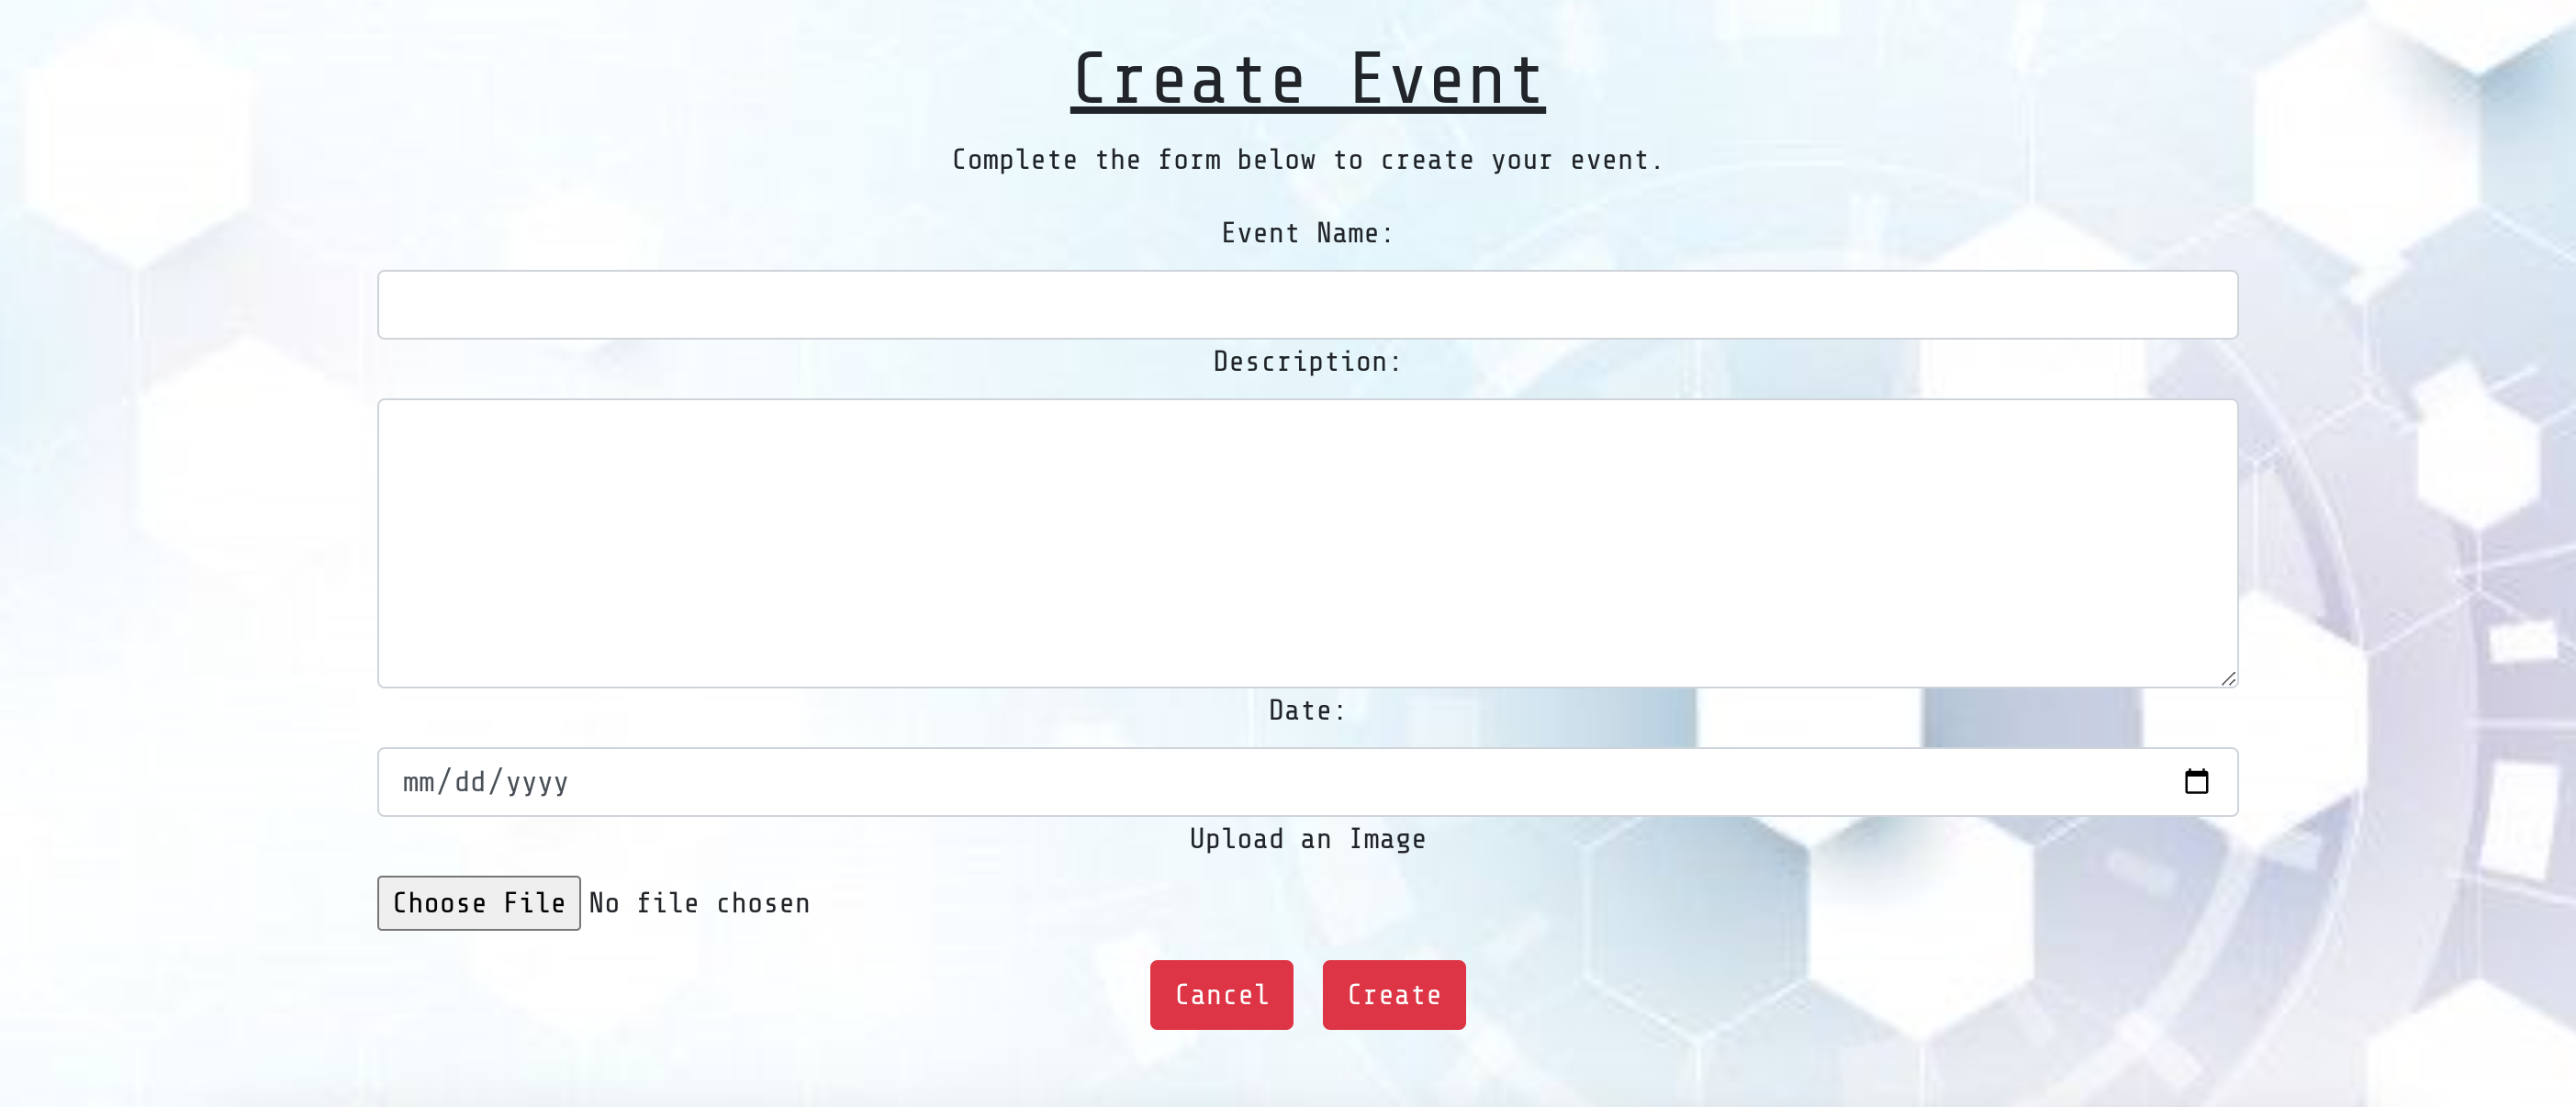 Create Event
Complete the form below to create your event.
Event Name:
Description:
Date:
mm/dd/yyyy
Upload an Image
Choose File No file chosen
Cancel Create